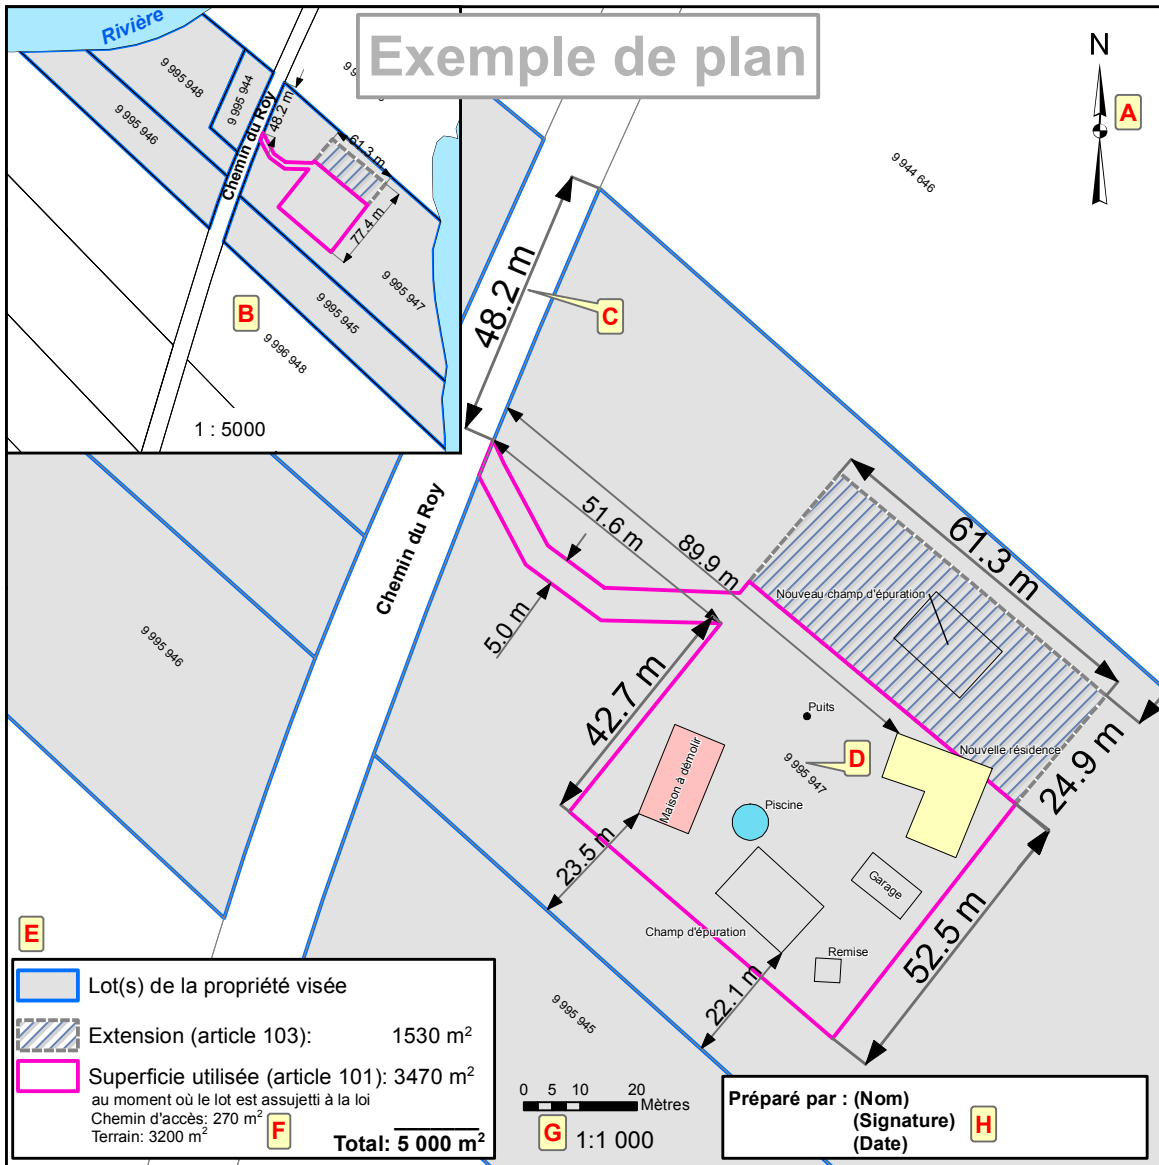 Exemple de plan
N
A
Rivière
9 995 948
9 995 944
9 995 946
Chemin du Roy
48.2 m
61.3 m
77.4 m
9 995 947
9 995 945
9 996 948
B
1 : 5000
9 944 646
48.2 m
C
Chemin du Roy
51.6 m
89.9 m
5.0 m
61.3 m
Nouveau champ d'épuration
42.7 m
Puits
Nouvelle résidence
24.9 m
9 995 946
Maison à démolir
9 995 947
D
Piscine
23.5 m
Garage
52.5 m
Champ d'épuration
Remise
22.1 m
9 995 945
E
Lot(s) de la propriété visée
Extension (article 103): 1530 m²
Superficie utilisée (article 101): 3470 m²
au moment où le lot est assujetti à la loi
Chemin d'accès: 270 m²
Terrain: 3200 m²
F
Total: 5 000 m²
0 5 10 20
Mètres
G
1:1 000
Préparé par : (Nom)
(Signature)
(Date)
H